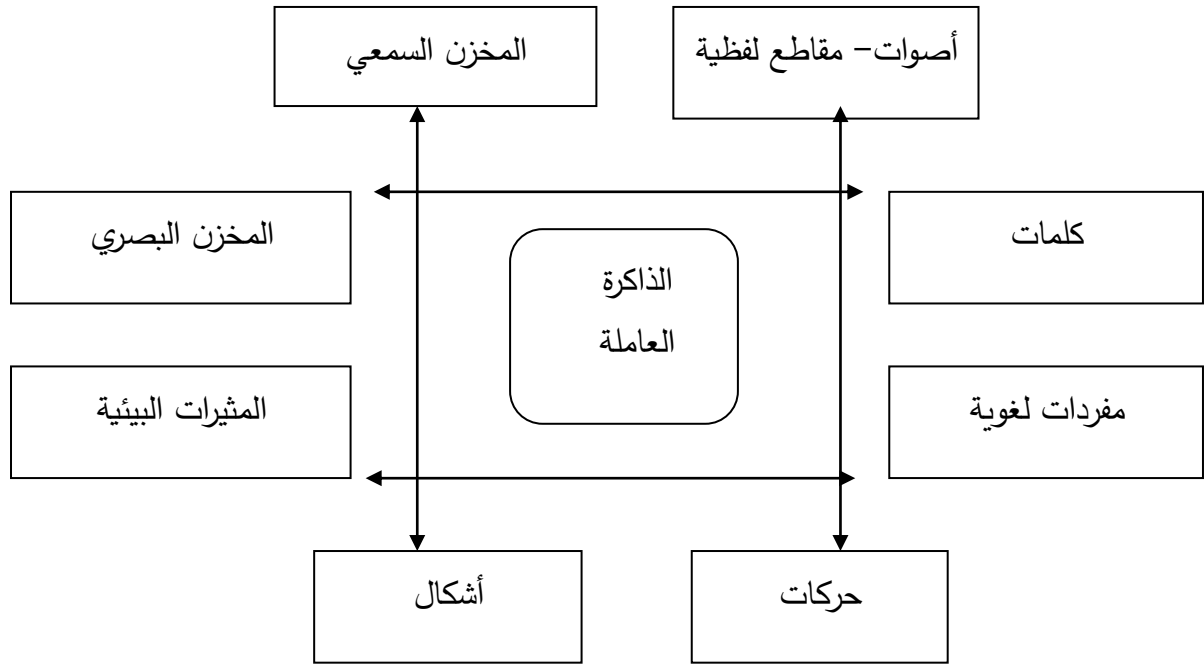 أصوات– مقاطع لفظية
المخزن السمعي
كلمات
المخزن البصري
الذاكرة
العاملة
مفردات لغوية
المثيرات البيئية
حركات
أشكال